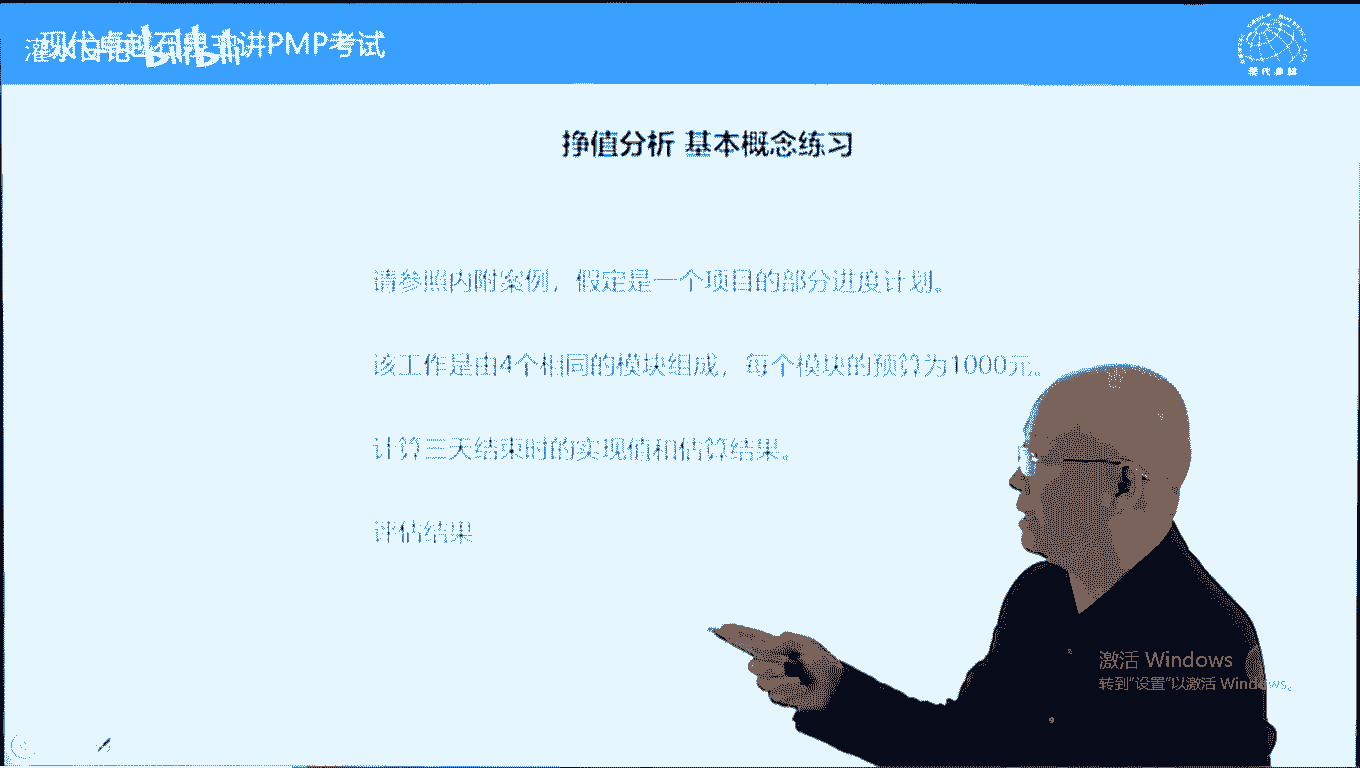 讲PMP考试
bilibili
现代卓越
挣值分析 基本概念练习
请参照内附案例，假定是一个项目的部分进度计划。
该工作是由4个相同的模块组成，每个模块的预算为1000元。
计算三天结束时的实现值和估算结果。
评估结果
激活 Windows
转到"设置"以激活 Windows。